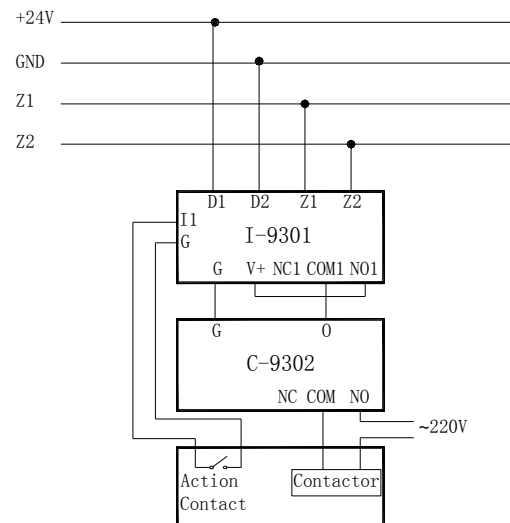 +24V
GND
Z1
Z2
D1 D2 Z1 Z2
I1
I-9301
G
G V+ NC1 COM1 NO1
G O
C-9302
NC COM NO
~220V
Action
Contact
Contactor